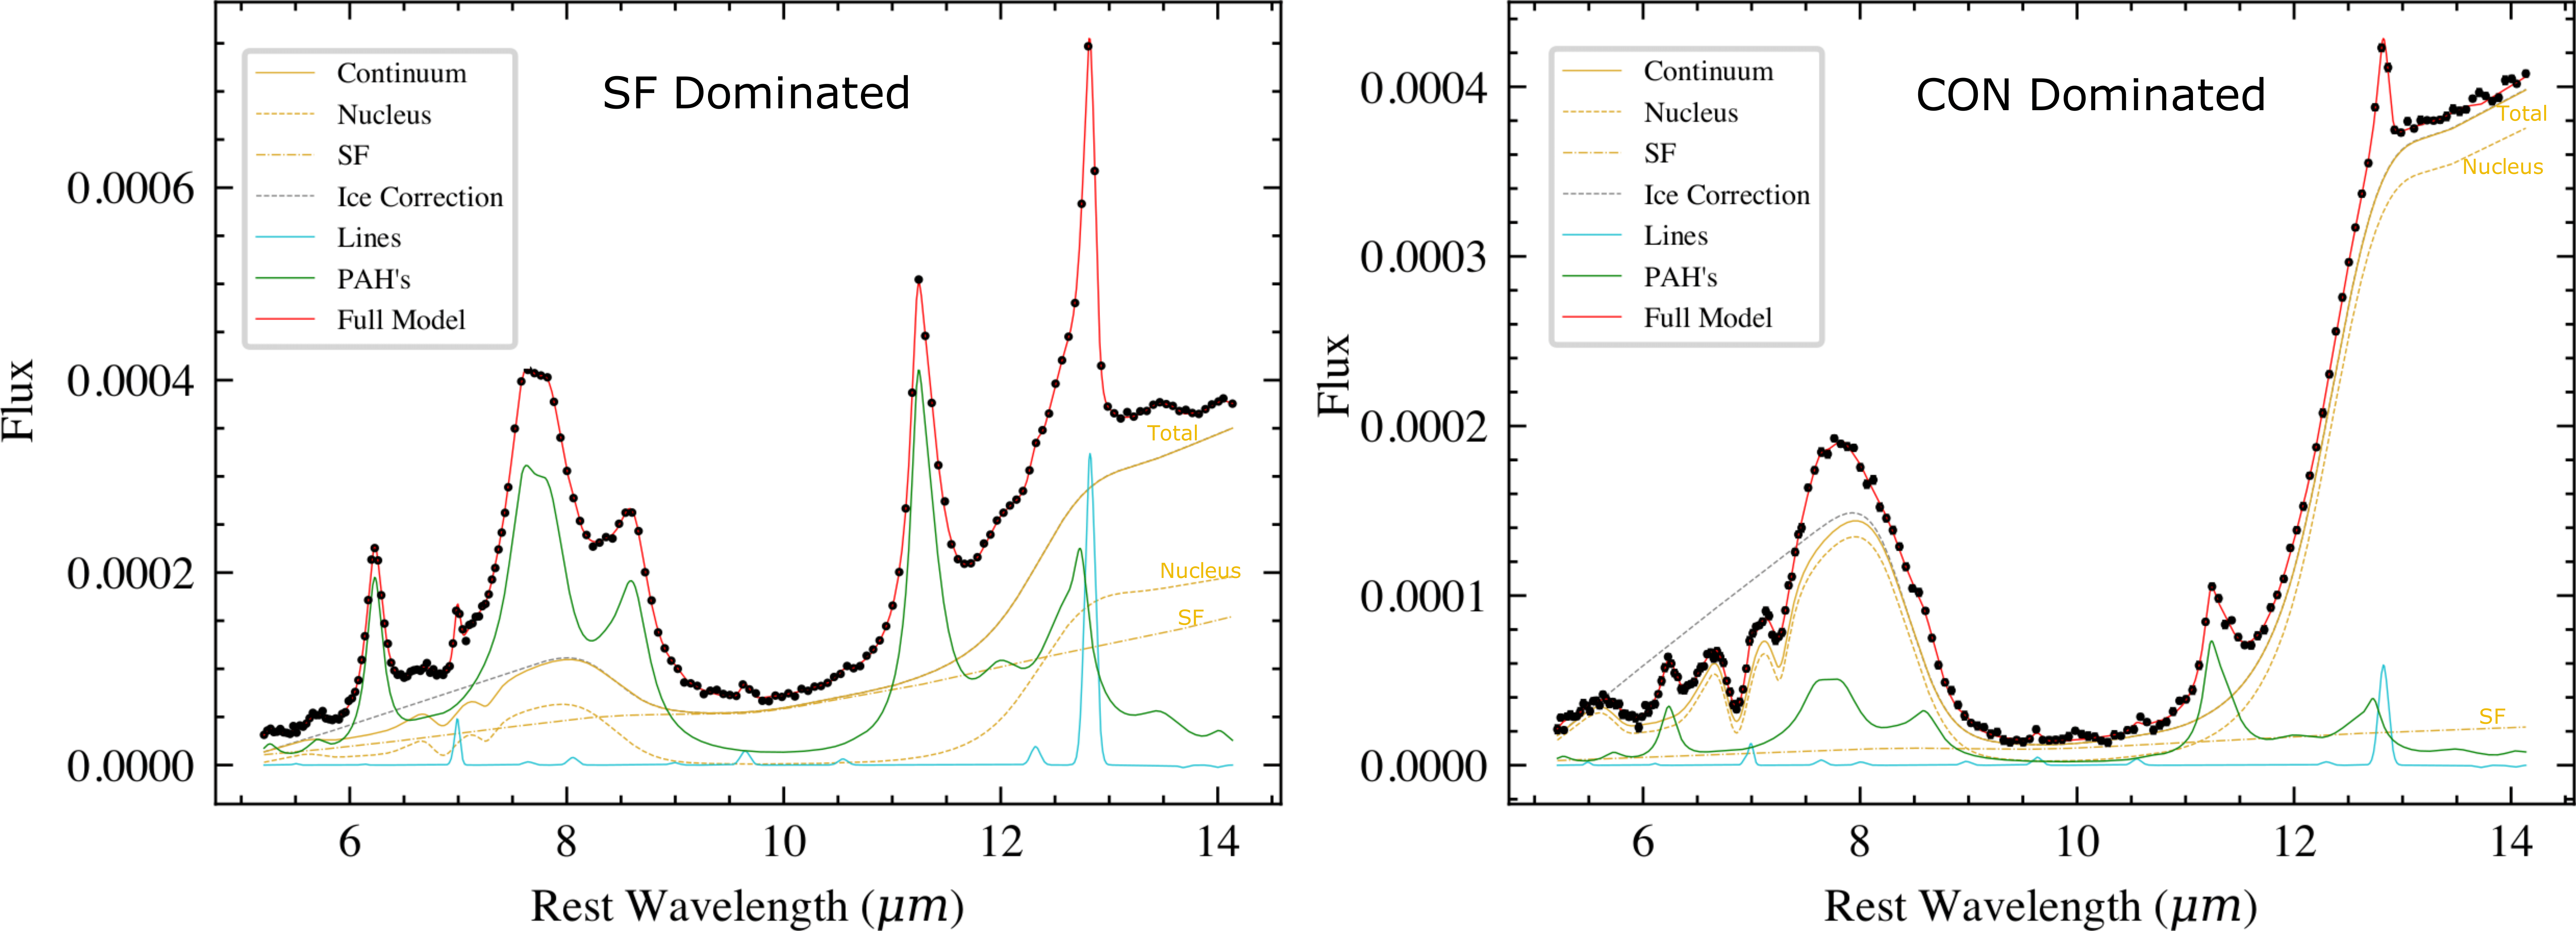 SF Dominated
Continuum
Nucleus
SF
Ice Correction
Lines
PAH's
Full Model
Total
Nucleus
SF
0.0006
0.0004
0.0002
0.0000
Flux
6 8 10 12 14
Rest Wavelength (μm)
CON Dominated
Continuum
Nucleus
SF
Ice Correction
Lines
PAH's
Full Model
Total
Nucleus
SF
0.0004
0.0003
0.0002
0.0001
0.0000
Flux
6 8 10 12 14
Rest Wavelength (μm)